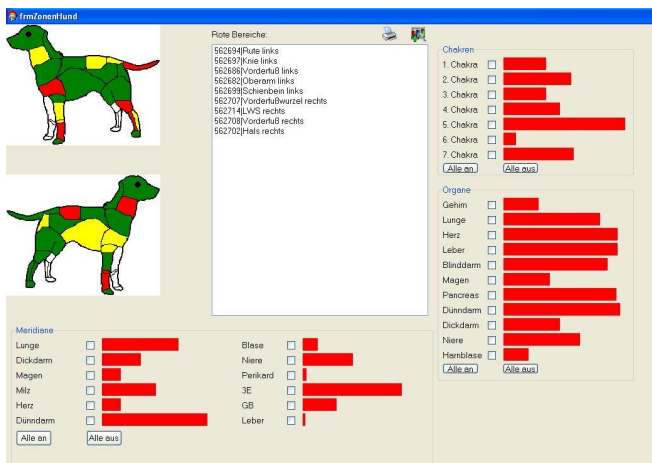 frmZonenHund
Rote Bereiche:
562694|Rute links
562697|Knie links
562686|Vorderfuß links
562682|Oberarm links
562699|Schienbein links
562707|Vorderfußwurzel rechts
562714|LWS rechts
562708|Vorderfuß rechts
562702|Hals rechts
Chakren
1. Chakra
2. Chakra
3. Chakra
4. Chakra
5. Chakra
6. Chakra
7. Chakra
Alle an Alle aus
Organe
Gehirn
Lunge
Herz
Leber
Blinddarm
Magen
Pancreas
Dünndarm
Dickdarm
Niere
Harnblase
Alle an Alle aus
Meridiane
Lunge
Dickdarm
Magen
Milz
Herz
Dünndarm
Blase
Niere
Perikard
3E
GB
Leber
Alle an Alle aus